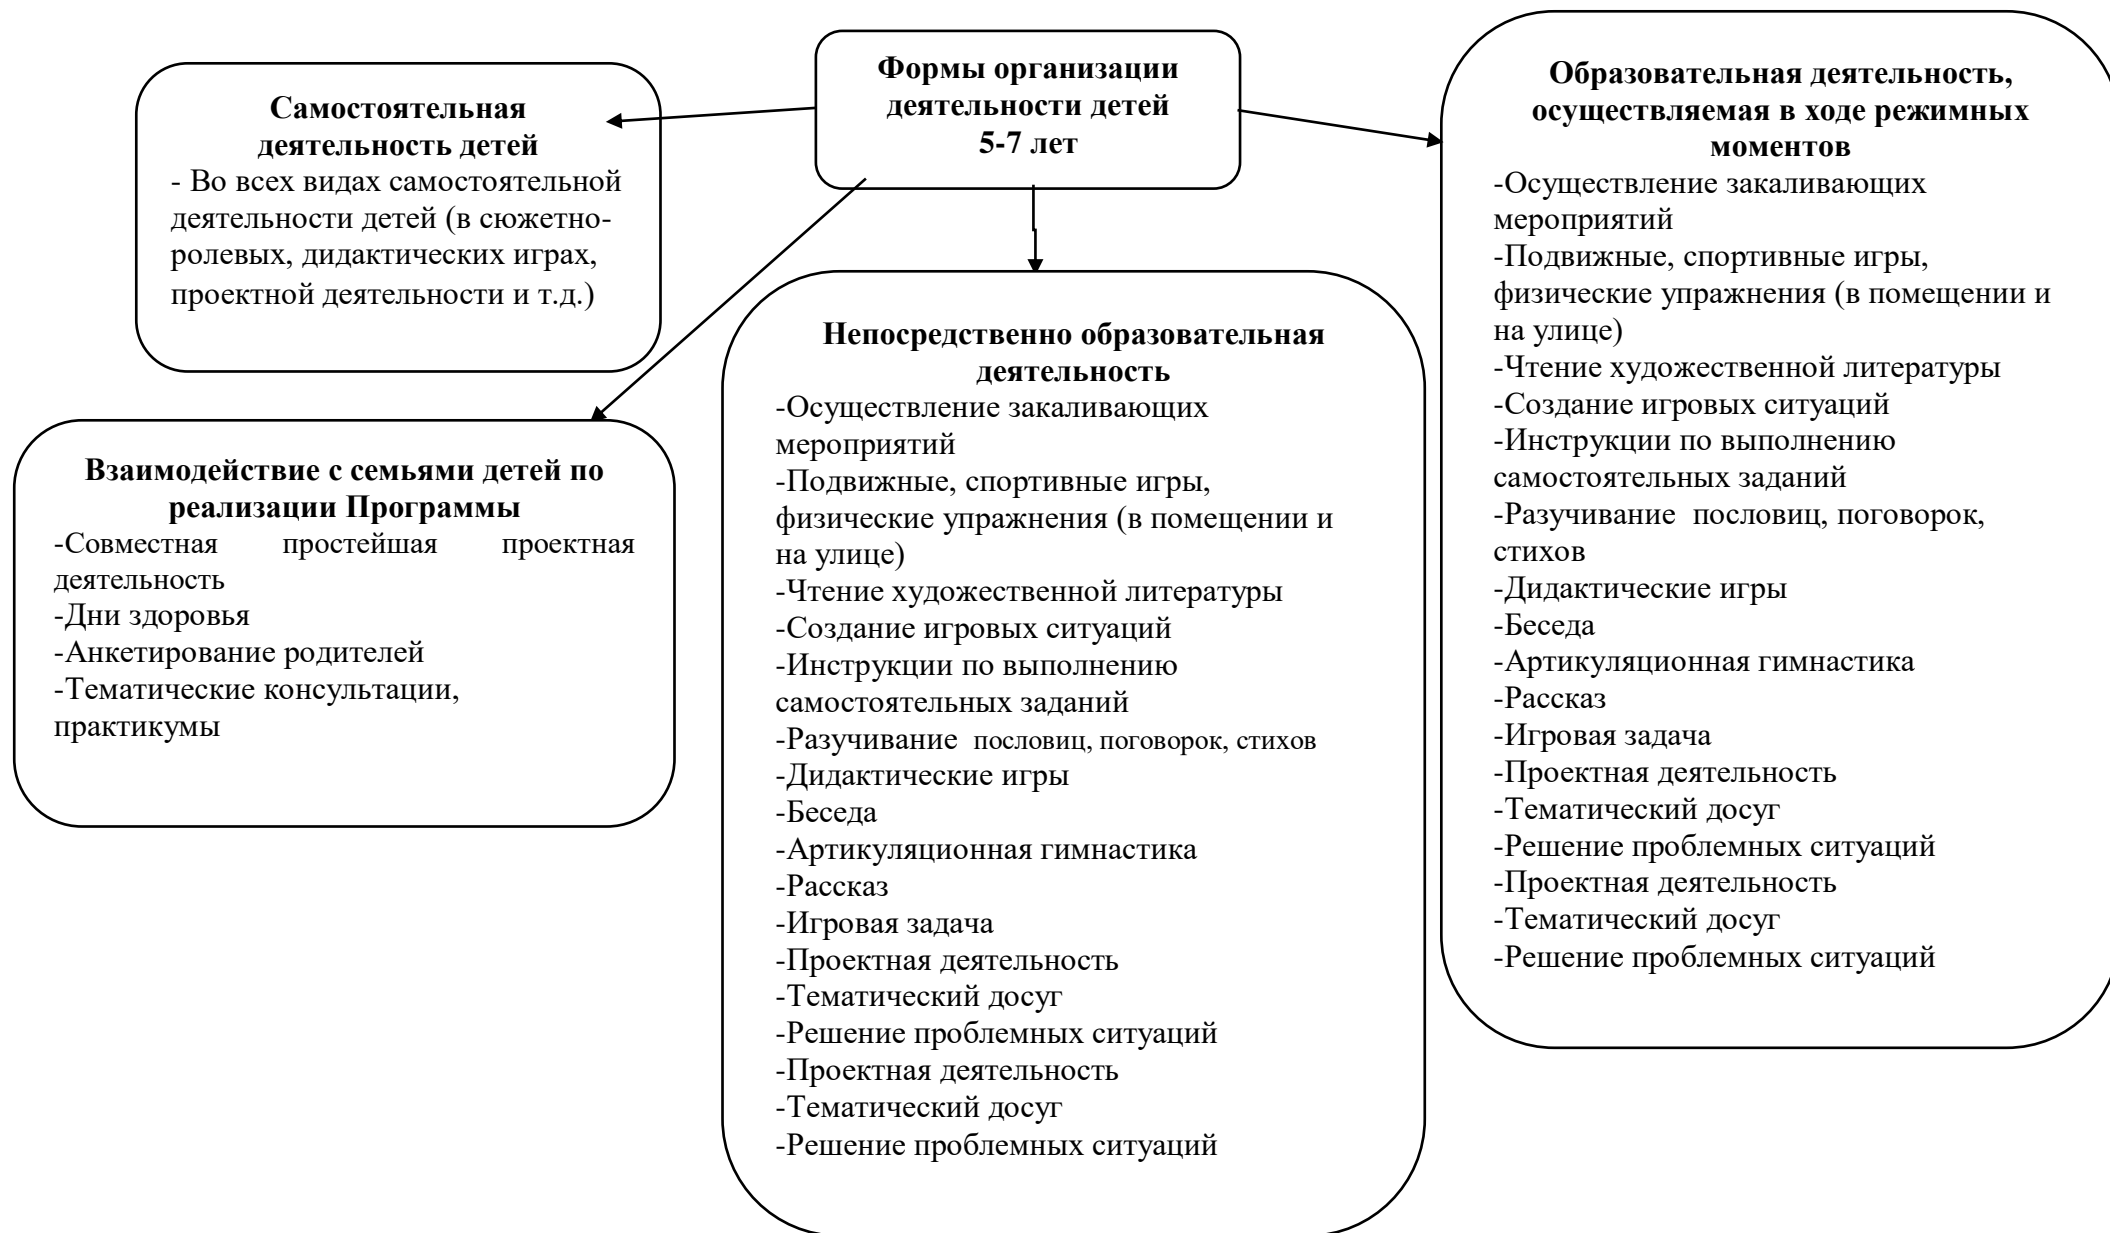 Формы организации
деятельности детей
5-7 лет
Самостоятельная
деятельность детей
- Во всех видах самостоятельной
деятельности детей (в сюжетно-
ролевых, дидактических играх,
проектной деятельности и т.д.)
Взаимодействие с семьями детей по
реализации Программы
-Совместная простейшая проектная
деятельность
-Дни здоровья
-Анкетирование родителей
-Тематические консультации,
практикумы
Непосредственно образовательная
деятельность
-Осуществление закаливающих
мероприятий
-Подвижные, спортивные игры,
физические упражнения (в помещении и
на улице)
-Чтение художественной литературы
-Создание игровых ситуаций
-Инструкции по выполнению
самостоятельных заданий
-Разучивание пословиц, поговорок, стихов
-Дидактические игры
-Беседа
-Артикуляционная гимнастика
-Рассказ
-Игровая задача
-Проектная деятельность
-Тематический досуг
-Решение проблемных ситуаций
-Проектная деятельность
-Тематический досуг
-Решение проблемных ситуаций
Образовательная деятельность,
осуществляемая в ходе режимных
моментов
-Осуществление закаливающих
мероприятий
-Подвижные, спортивные игры,
физические упражнения (в помещении и
на улице)
-Чтение художественной литературы
-Создание игровых ситуаций
-Инструкции по выполнению
самостоятельных заданий
-Разучивание пословиц, поговорок,
стихов
-Дидактические игры
-Беседа
-Артикуляционная гимнастика
-Рассказ
-Игровая задача
-Проектная деятельность
-Тематический досуг
-Решение проблемных ситуаций
-Проектная деятельность
-Тематический досуг
-Решение проблемных ситуаций